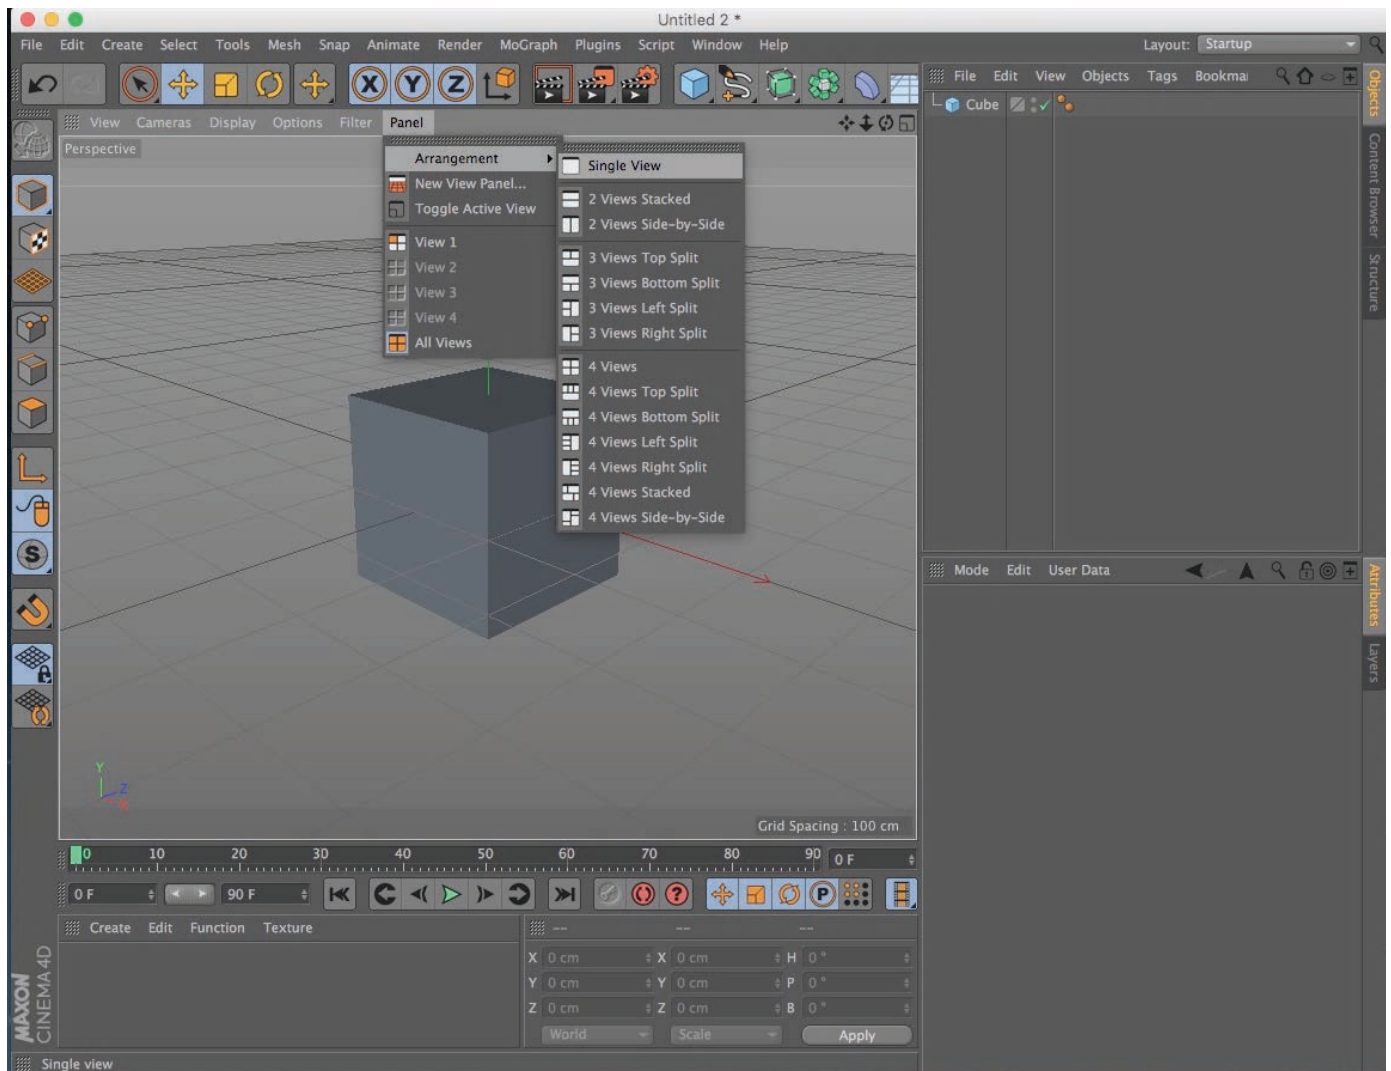 Untitled 2 *
File Edit Create Select Tools Mesh Snap Animate Render MoGraph Plugins Script Window Help Layout: Startup
X Y Z
File Edit View Objects Tags Bookma
Cube
View Cameras Display Options Filter Panel
Perspective
Arrangement
New View Panel...
Toggle Active View
View 1
View 2
View 3
View 4
All Views
Single View
2 Views Stacked
2 Views Side-by-Side
3 Views Top Split
3 Views Bottom Split
3 Views Left Split
3 Views Right Split
4 Views
4 Views Top Split
4 Views Bottom Split
4 Views Left Split
4 Views Right Split
4 Views Stacked
4 Views Side-by-Side
Objects
Content Browser
Structure
S
Mode Edit User Data
Attributes
Layers
Y
Z
X
Grid Spacing : 100 cm
0 10 20 30 40 50 60 70 80 90 0 F
0 F 90 F ? P
Create Edit Function Texture
-- -- --
X 0 cm X 0 cm H 0 °
Y 0 cm Y 0 cm P 0 °
Z 0 cm Z 0 cm B 0 °
World Scale Apply
MAXON
CINEMA 4D
Single view